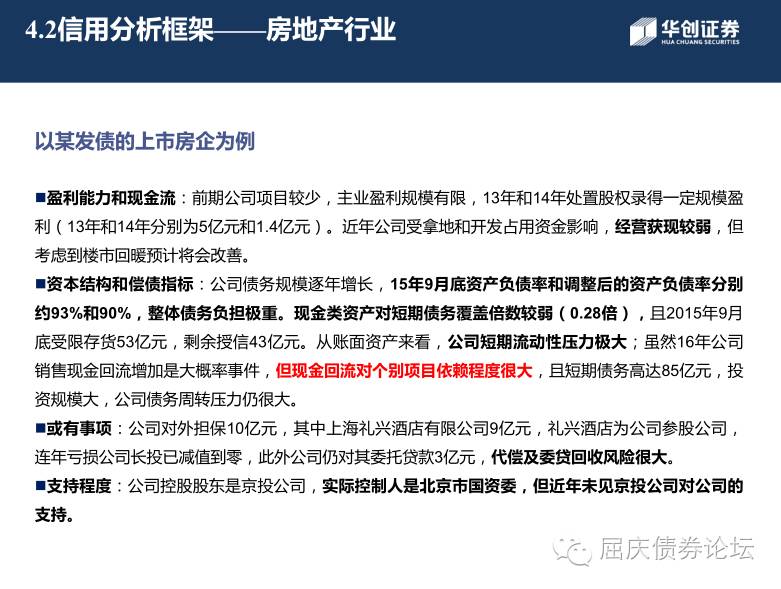 4.2信用分析框架——房地产行业
华创证券
HUA CHUANG SECURITIES
以某发债的上市房企为例
■盈利能力和现金流：前期公司项目较少，主业盈利规模有限，13年和14年处置股权录得一定规模盈
利（13年和14年分别为5亿元和1.4亿元）。近年公司受拿地和开发占用资金影响，经营获现较弱，但
考虑到楼市回暖预计将会改善。
■资本结构和偿债指标：公司债务规模逐年增长，15年9月底资产负债率和调整后的资产负债率分别
约93%和90%，整体债务负担极重。现金类资产对短期债务覆盖倍数较弱（0.28倍），且2015年9月
底受限存货53亿元，剩余授信43亿元。从账面资产来看，公司短期流动性压力极大；虽然16年公司
销售现金回流增加是大概率事件，但现金回流对个别项目依赖程度很大，且短期债务高达85亿元，投
资规模大，公司债务周转压力仍很大。
■或有事项：公司对外担保10亿元，其中上海礼兴酒店有限公司9亿元，礼兴酒店为公司参股公司，
连年亏损公司长投已减值到零，此外公司仍对其委托贷款3亿元，代偿及委贷回收风险很大。
■支持程度：公司控股股东是京投公司，实际控制人是北京市国资委，但近年未见京投公司对公司的
支持。
屈庆债券论坛